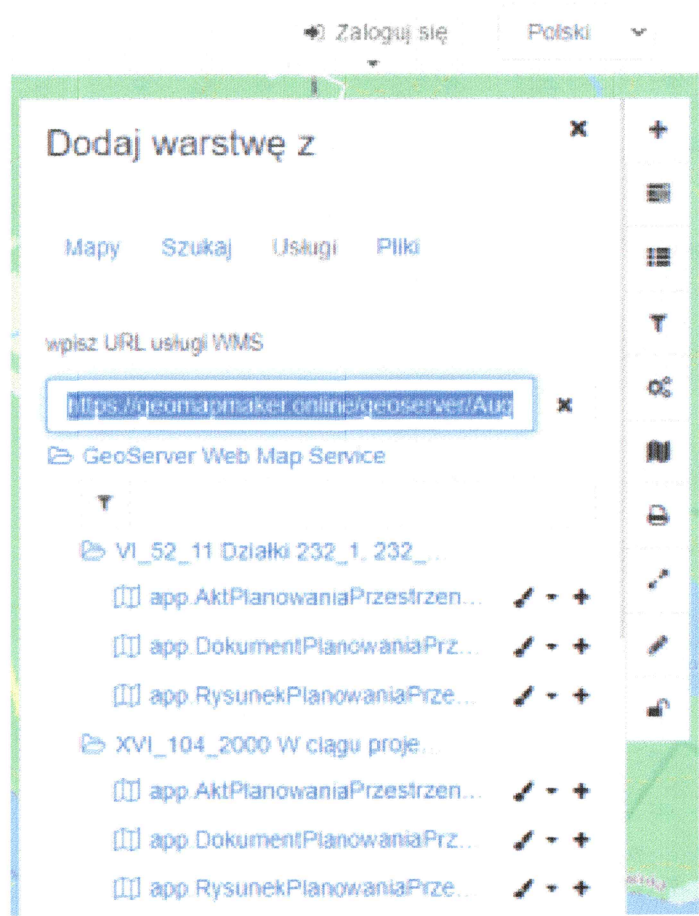 Zaloguj się Polski
Dodaj warstwę z
Mapy Szukaj Usługi Pliki
wpisz URL usługi WMS
https://geomapmaker.online/geoserver/Aug
GeoServer Web Map Service
VI_52_11 Działki 232_1, 232_...
app.AktPlanowaniaPrzestrzen...
app.DokumentPlanowaniaPrz...
app.RysunekPlanowaniaPrze...
XVI_104_2000 W ciągu proje...
app.AktPlanowaniaPrzestrzen...
app.DokumentPlanowaniaPrz...
app.RysunekPlanowaniaPrze...